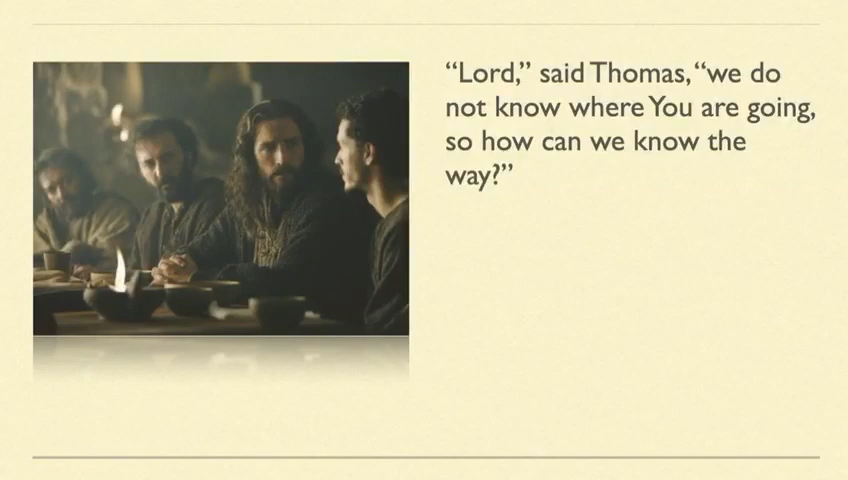 “Lord,” said Thomas, “we do
not know where You are going,
so how can we know the
way?”